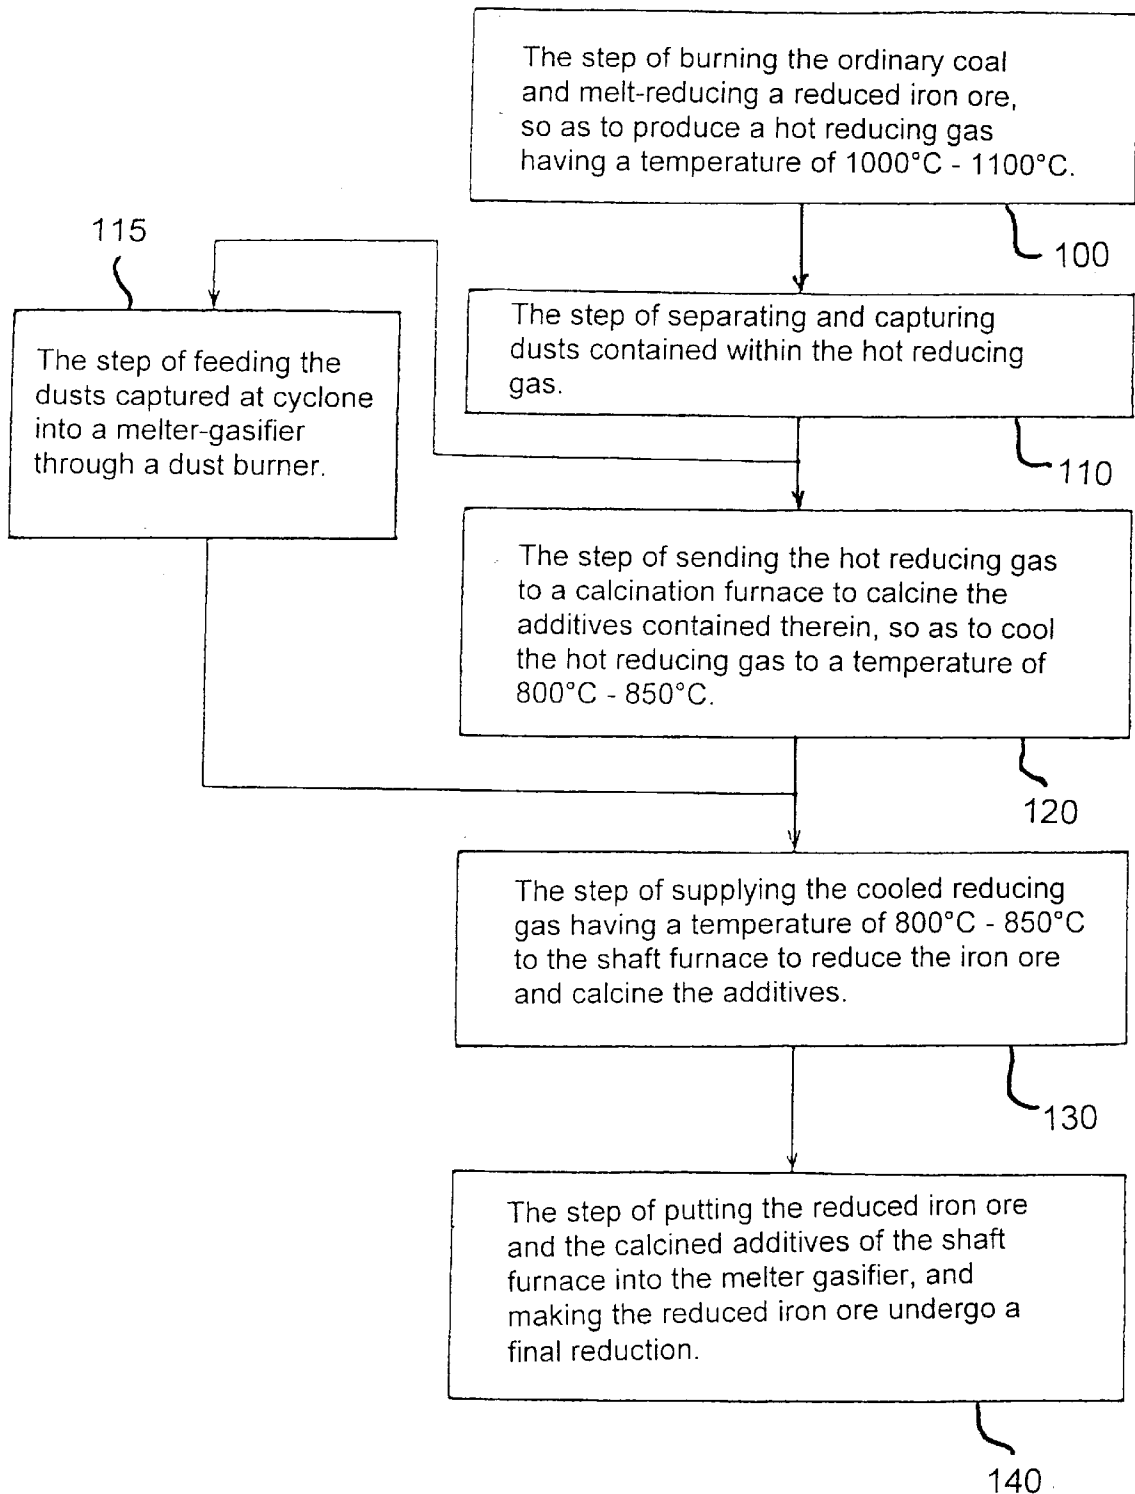 The step of burning the ordinary coal
and melt-reducing a reduced iron ore,
so as to produce a hot reducing gas
having a temperature of 1000°C - 1100°C.
100
115
The step of separating and capturing
dusts contained within the hot reducing
gas.
110
The step of feeding the
dusts captured at cyclone
into a melter-gasifier
through a dust burner.
The step of sending the hot reducing gas
to a calcination furnace to calcine the
additives contained therein, so as to cool
the hot reducing gas to a temperature of
800°C - 850°C.
120
The step of supplying the cooled reducing
gas having a temperature of 800°C - 850°C
to the shaft furnace to reduce the iron ore
and calcine the additives.
130
The step of putting the reduced iron ore
and the calcined additives of the shaft
furnace into the melter gasifier, and
making the reduced iron ore undergo a
final reduction.
140